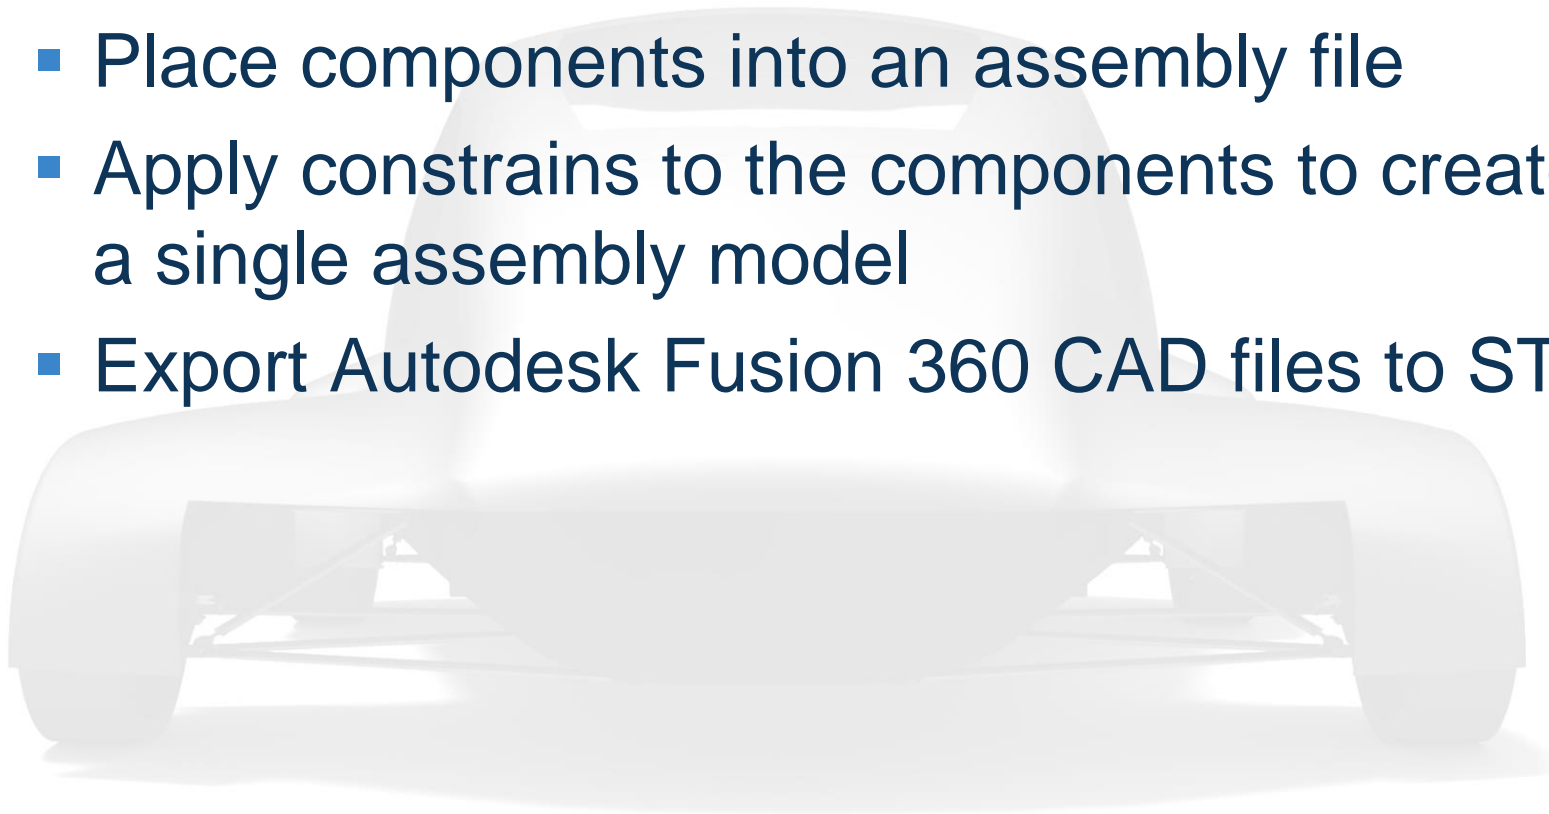 Place components into an assembly file
Apply constrains to the components to creat
a single assembly model
Export Autodesk Fusion 360 CAD files to ST